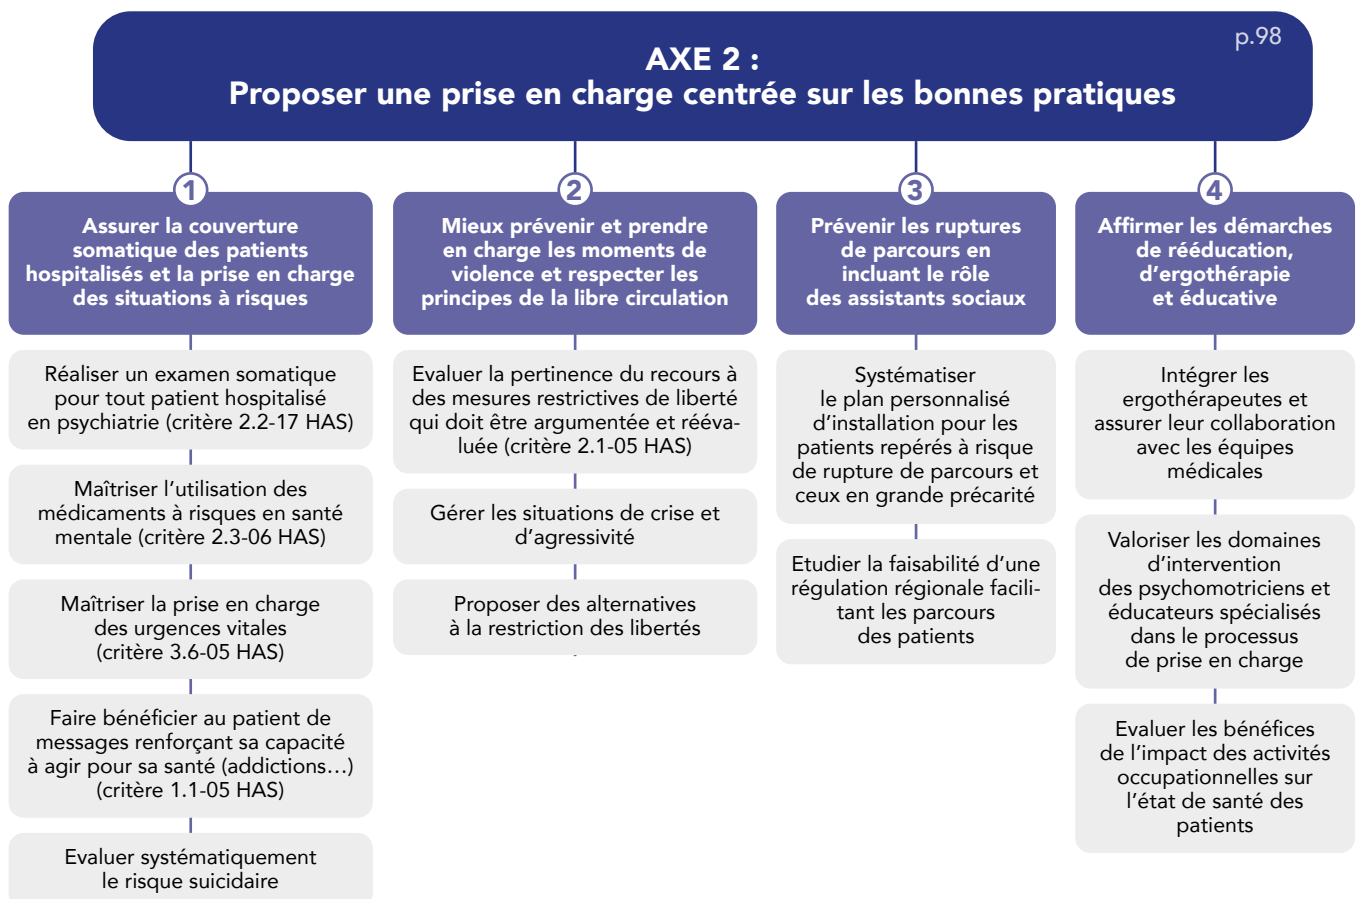 p.98
AXE 2 :
Proposer une prise en charge centrée sur les bonnes pratiques
1
Assurer la couverture
somatique des patients
hospitalisés et la prise en charge
des situations à risques
Réaliser un examen somatique
pour tout patient hospitalisé
en psychiatrie (critère 2.2-17 HAS)
Maîtriser l’utilisation des
médicaments à risques en santé
mentale (critère 2.3-06 HAS)
Maîtriser la prise en charge
des urgences vitales
(critère 3.6-05 HAS)
Faire bénéficier au patient de
messages renforçant sa capacité
à agir pour sa santé (addictions…)
(critère 1.1-05 HAS)
Evaluer systématiquement
le risque suicidaire
2
Mieux prévenir et prendre
en charge les moments de
violence et respecter les
principes de la libre circulation
Evaluer la pertinence du recours à
des mesures restrictives de liberté
qui doit être argumentée et rééva-
luée (critère 2.1-05 HAS)
Gérer les situations de crise et
d’agressivité
Proposer des alternatives
à la restriction des libertés
3
Prévenir les ruptures
de parcours en
incluant le rôle
des assistants sociaux
Systématiser
le plan personnalisé
d’installation pour les
patients repérés à risque
de rupture de parcours et
ceux en grande précarité
Etudier la faisabilité d’une
régulation régionale facili-
tant les parcours
des patients
4
Affirmer les démarches
de rééducation,
d’ergothérapie
et éducative
Intégrer les
ergothérapeutes et
assurer leur collaboration
avec les équipes
médicales
Valoriser les domaines
d’intervention
des psychomotriciens et
éducateurs spécialisés
dans le processus
de prise en charge
Evaluer les bénéfices
de l’impact des activités
occupationnelles sur
l’état de santé des
patients